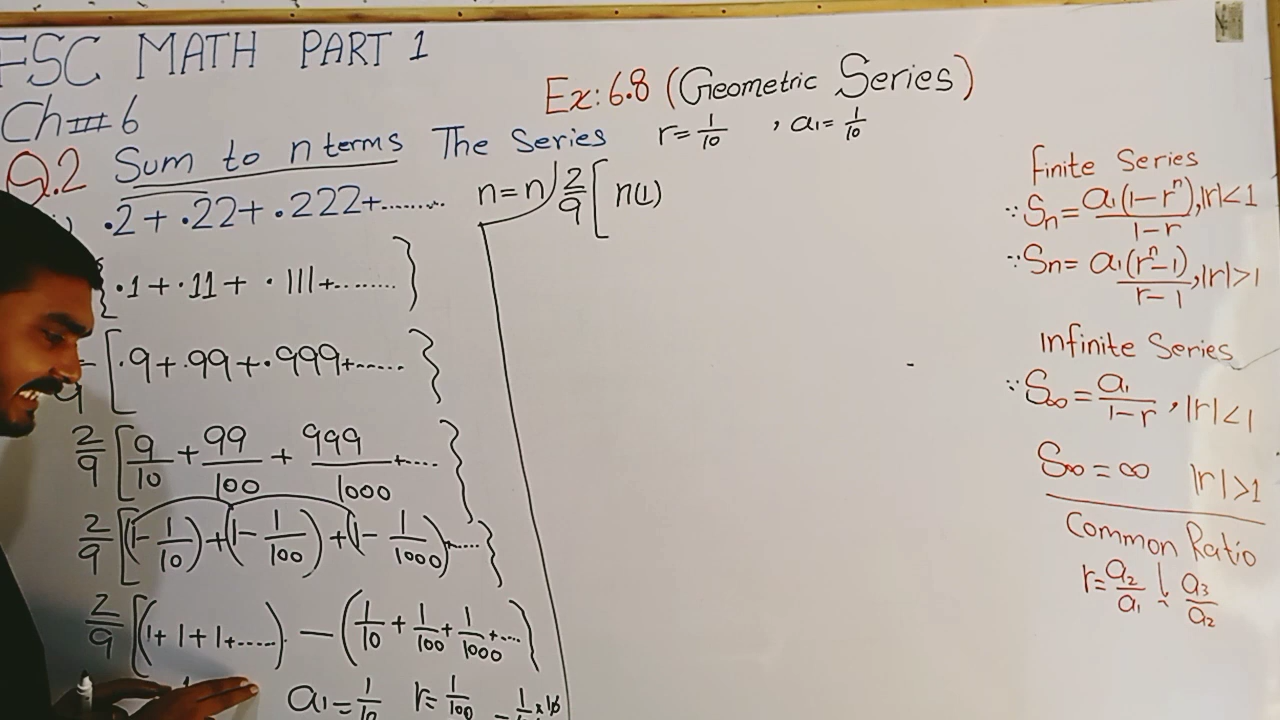 FSC MATH PART 1
Ch# 6
Ex: 6.8 (Geometric Series)
Q.2 Sum to n terms The Series r = 1/10 , a₁ = 1/10
.2 + .22 + .222 + ........
{ .1 + .11 + .111 + ........ }
[ .9 + .99 + .999 + ...... }
2/9 [ 9/10 + 99/100 + 999/1000 + ..... }
2/9 [ (1 - 1/10) + (1 - 1/100) + (1 - 1/1000) + ..... }
2/9 [ (1 + 1 + 1 + .....) — ( 1/10 + 1/100 + 1/1000 + .... }
a₁ = 1/10 r = 1/100
n = n
2/9 [ n(1)
Finite Series
∵ Sₙ = a₁(1 - rⁿ)/(1 - r), |r| < 1
∵ Sₙ = a₁(rⁿ - 1)/(r - 1), |r| > 1
Infinite Series
∵ S∞ = a₁/(1 - r), |r| < 1
S∞ = ∞ |r| > 1
Common Ratio
r = a₂/a₁ , a₃/a₂